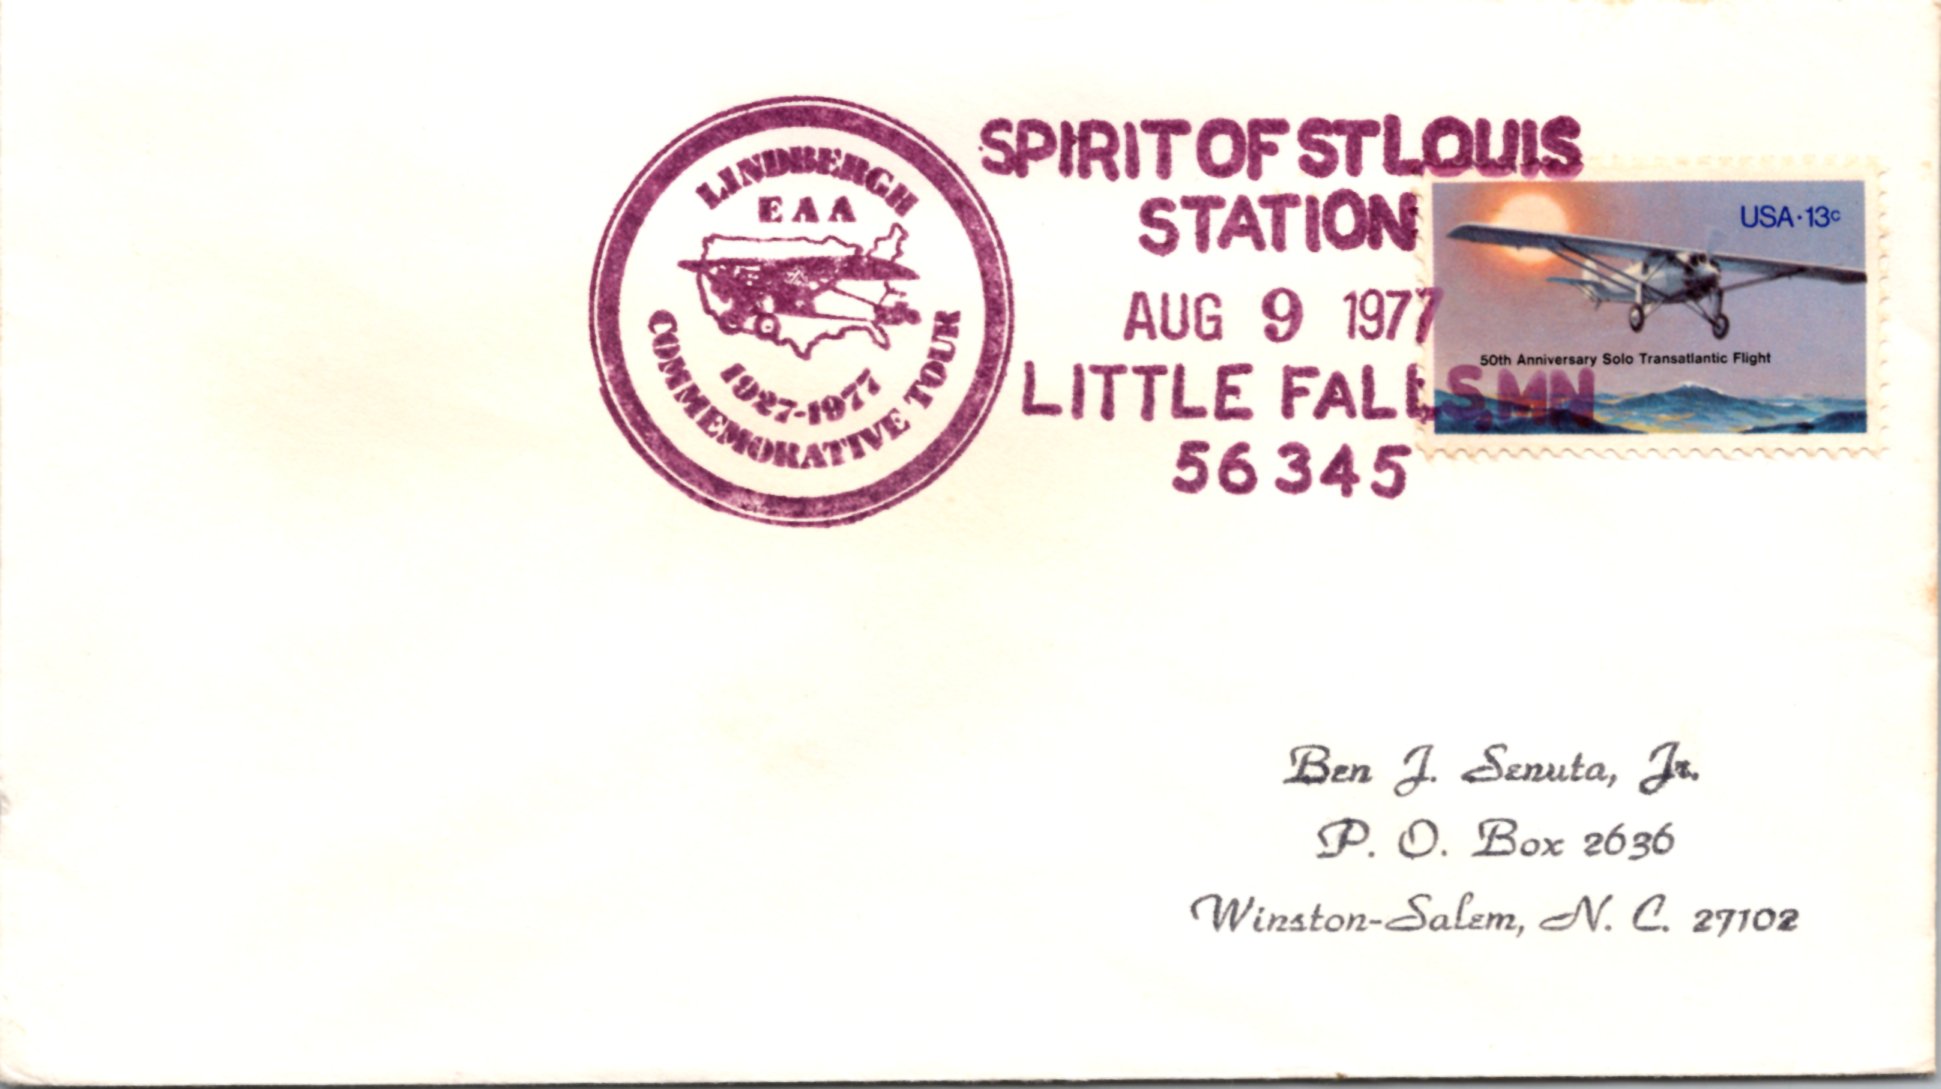 LINDBERGH
EAA
1927-1977
COMMEMORATIVE TOUR
SPIRIT OF ST LOUIS
STATION
AUG 9 1977
LITTLE FALLS, MN
56345
USA·13c
50th Anniversary Solo Transatlantic Flight
Ben J. Senuta, Jr.
P. O. Box 2636
Winston-Salem, N. C. 27102